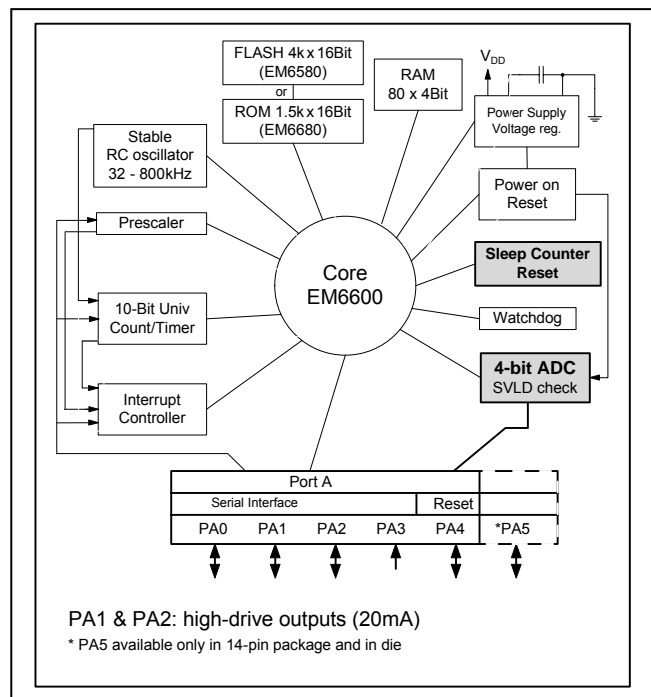 FLASH 4k x 16Bit
(EM6580)
or
ROM 1.5k x 16Bit
(EM6680)
RAM
80 x 4Bit
VDD
Power Supply
Voltage reg.
Stable
RC oscillator
32 - 800kHz
Power on
Reset
Prescaler
Core
EM6600
Sleep Counter
Reset
10-Bit Univ
Count/Timer
Watchdog
4-bit ADC
SVLD check
Interrupt
Controller
Port A
Serial Interface
Reset
PA0 PA1 PA2 PA3 PA4 *PA5
PA1 & PA2: high-drive outputs (20mA)
* PA5 available only in 14-pin package and in die